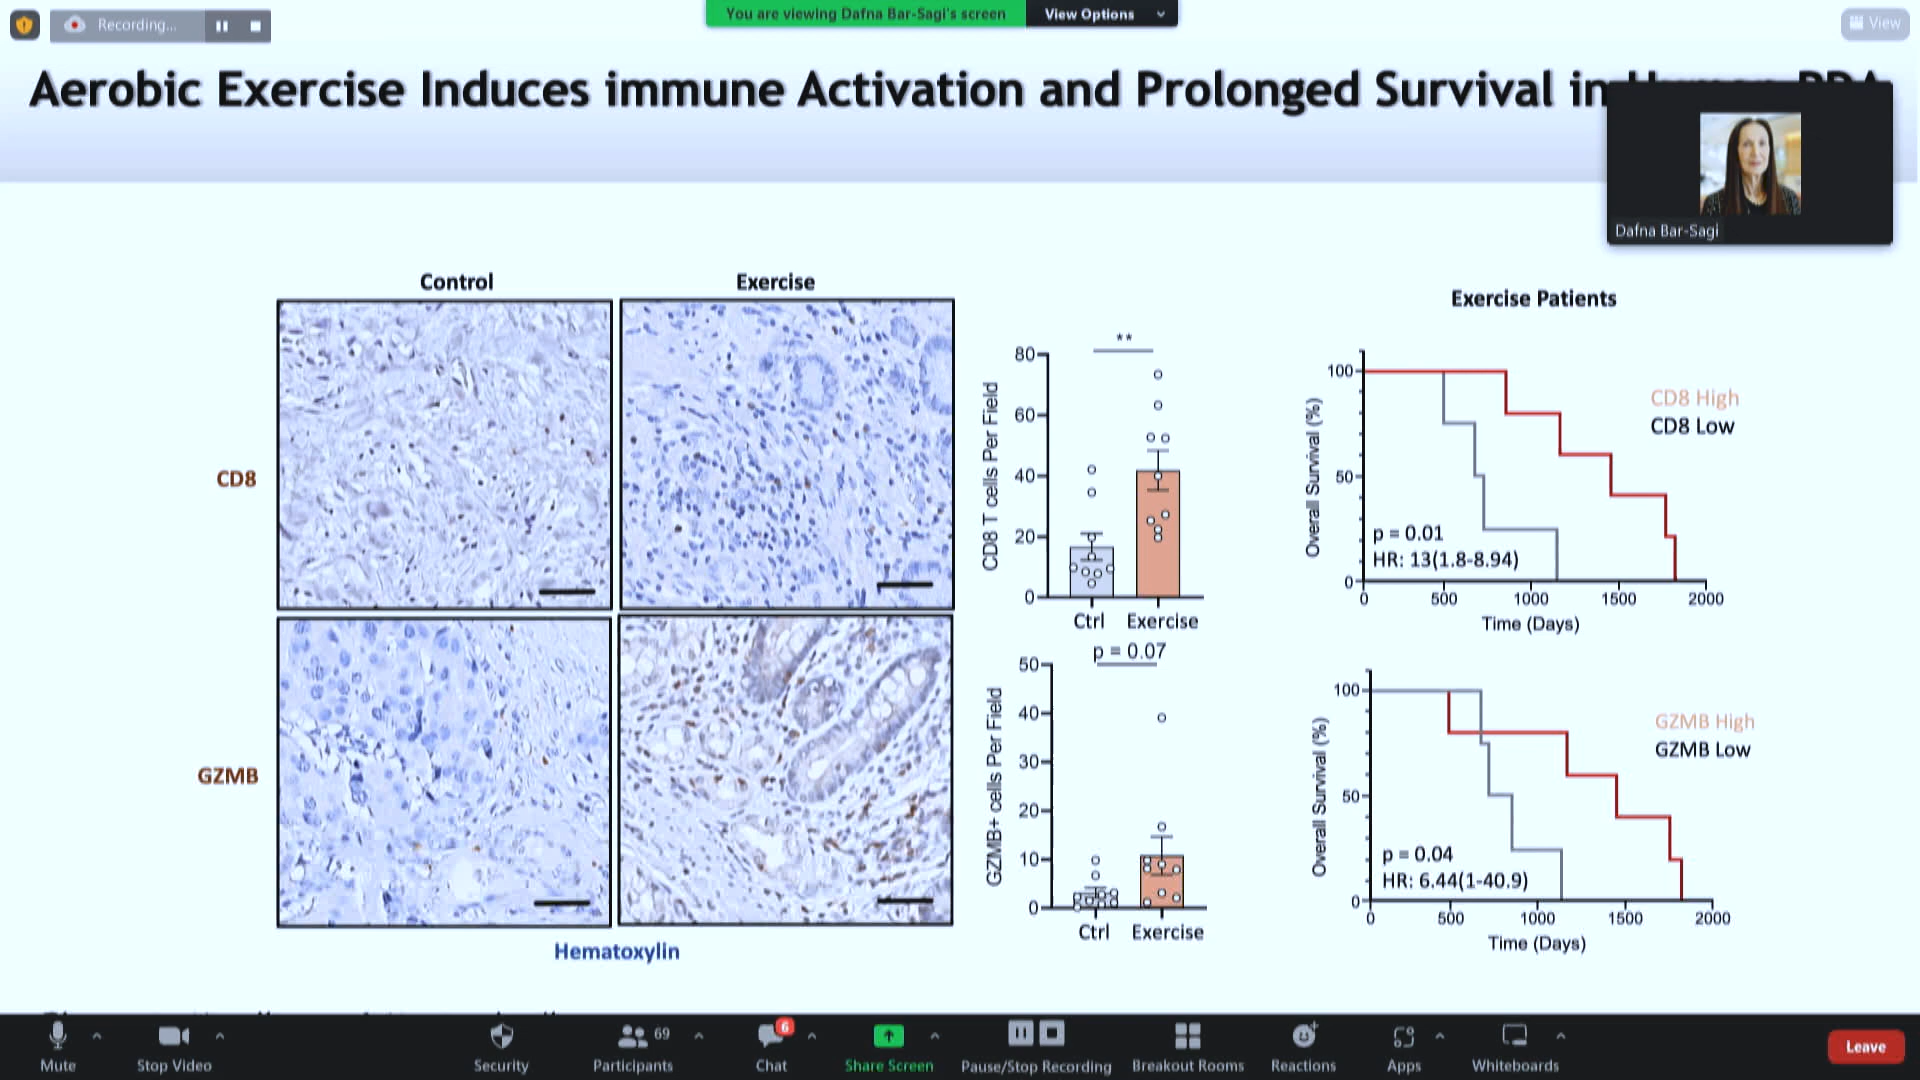 Recording...
You are viewing Dafna Bar-Sagi's screen
View Options
View
Aerobic Exercise Induces immune Activation and Prolonged Survival in
Dafna Bar-Sagi
Control
Exercise
CD8
GZMB
Hematoxylin
**
CD8 T cells Per Field
80
60
40
20
0
Ctrl
Exercise
p = 0.07
GZMB+ cells Per Field
50
40
30
20
10
0
Ctrl
Exercise
Exercise Patients
Overall Survival (%)
100
50
0
CD8 High
CD8 Low
p = 0.01
HR: 13(1.8-8.94)
0 500 1000 1500 2000
Time (Days)
Overall Survival (%)
100
50
0
GZMB High
GZMB Low
p = 0.04
HR: 6.44(1-40.9)
0 500 1000 1500 2000
Time (Days)
Mute
Stop Video
Security
69
Participants
6
Chat
Share Screen
Pause/Stop Recording
Breakout Rooms
Reactions
Apps
Whiteboards
Leave